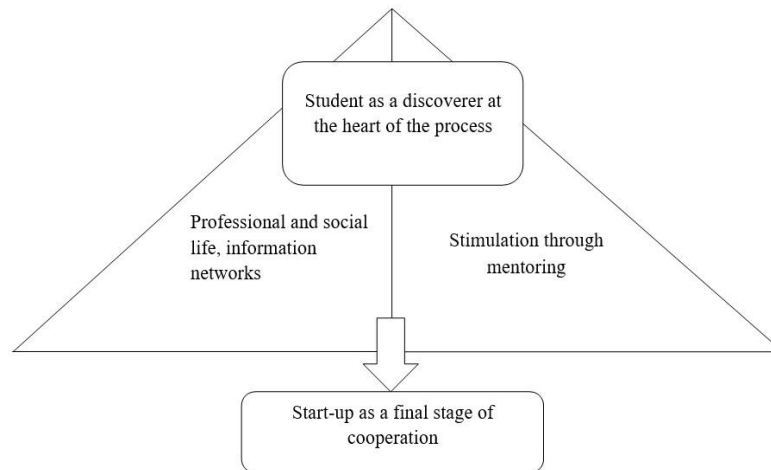 Student as a discoverer at
the heart of the process
Professional and social
life, information
networks
Stimulation through
mentoring
Start-up as a final stage of
cooperation